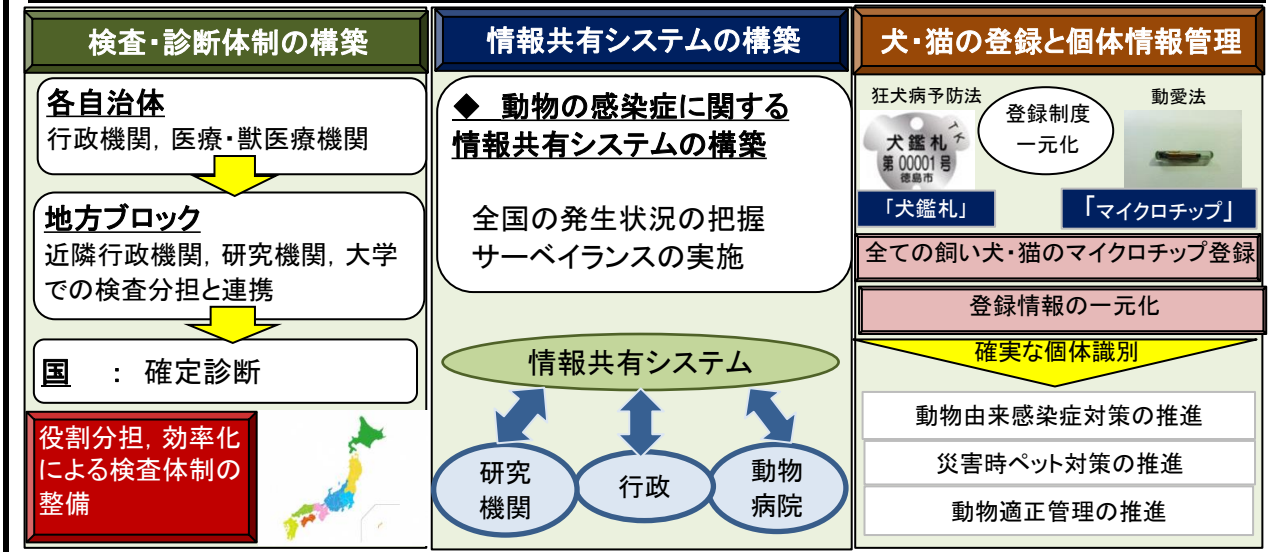 検査・診断体制の構築
各自治体
行政機関，医療・獣医療機関
地方ブロック
近隣行政機関，研究機関，大学
での検査分担と連携
国　：　確定診断
役割分担，効率化
による検査体制の
整備
情報共有システムの構築
◆　動物の感染症に関する
情報共有システムの構築
全国の発生状況の把握
サーベイランスの実施
情報共有システム
研究
機関
行政
動物
病院
犬・猫の登録と個体情報管理
狂犬病予防法
登録制度
一元化
動愛法
TK
犬鑑札
第00001号
徳島市
「犬鑑札」
「マイクロチップ」
全ての飼い犬・猫のマイクロチップ登録
登録情報の一元化
確実な個体識別
動物由来感染症対策の推進
災害時ペット対策の推進
動物適正管理の推進